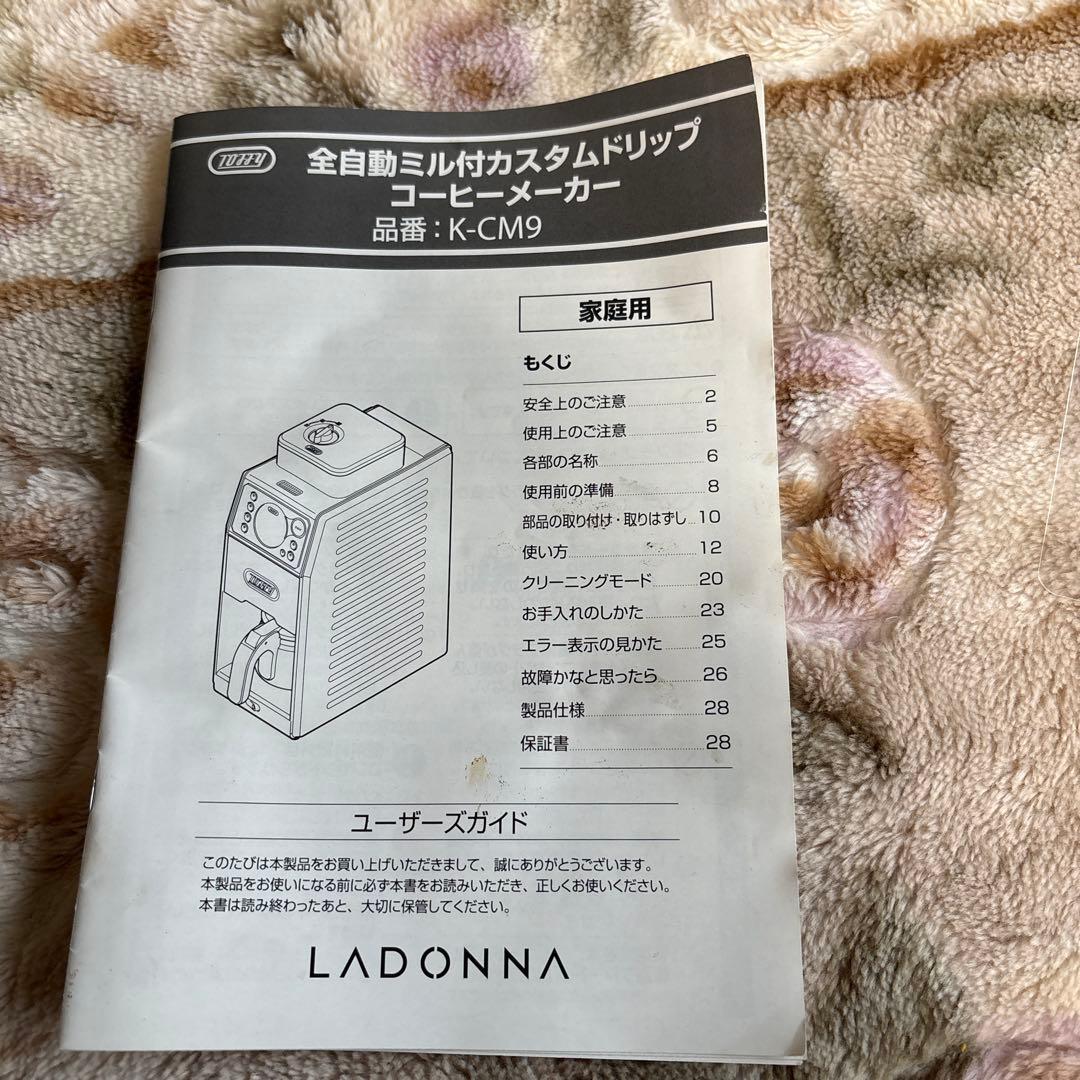 TOFFY
全自動ミル付カスタムドリップ
コーヒーメーカー
品番：K-CM9
家庭用
もくじ
安全上のご注意 2
使用上のご注意 5
各部の名称 6
使用前の準備 8
部品の取り付け・取りはずし 10
使い方 12
クリーニングモード 20
お手入れのしかた 23
エラー表示の見かた 25
故障かなと思ったら 26
製品仕様 28
保証書 28
ユーザーズガイド
このたびは本製品をお買い上げいただきまして、誠にありがとうございます。
本製品をお使いになる前に必ず本書をお読みいただき、正しくお使いください。
本書は読み終わったあと、大切に保管してください。
LADONNA